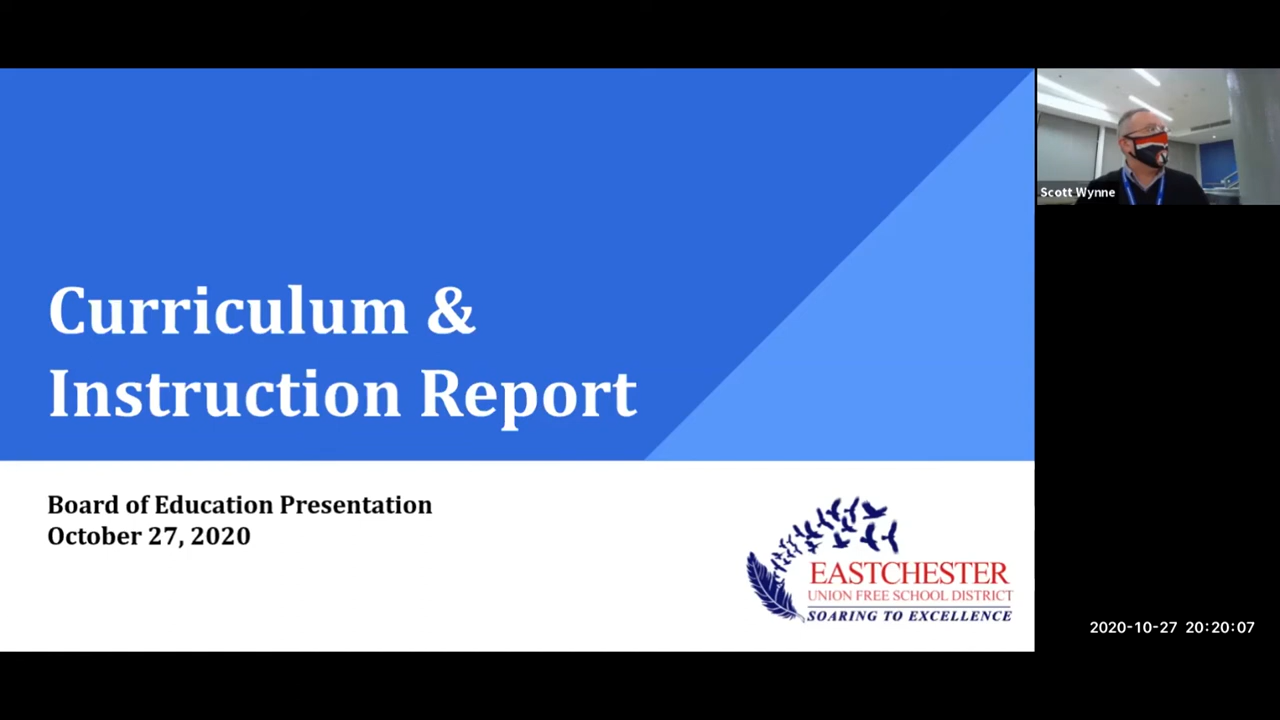 Curriculum &
Instruction Report
Board of Education Presentation
October 27, 2020
EASTCHESTER
UNION FREE SCHOOL DISTRICT
SOARING TO EXCELLENCE
Scott Wynne
2020-10-27 20:20:07